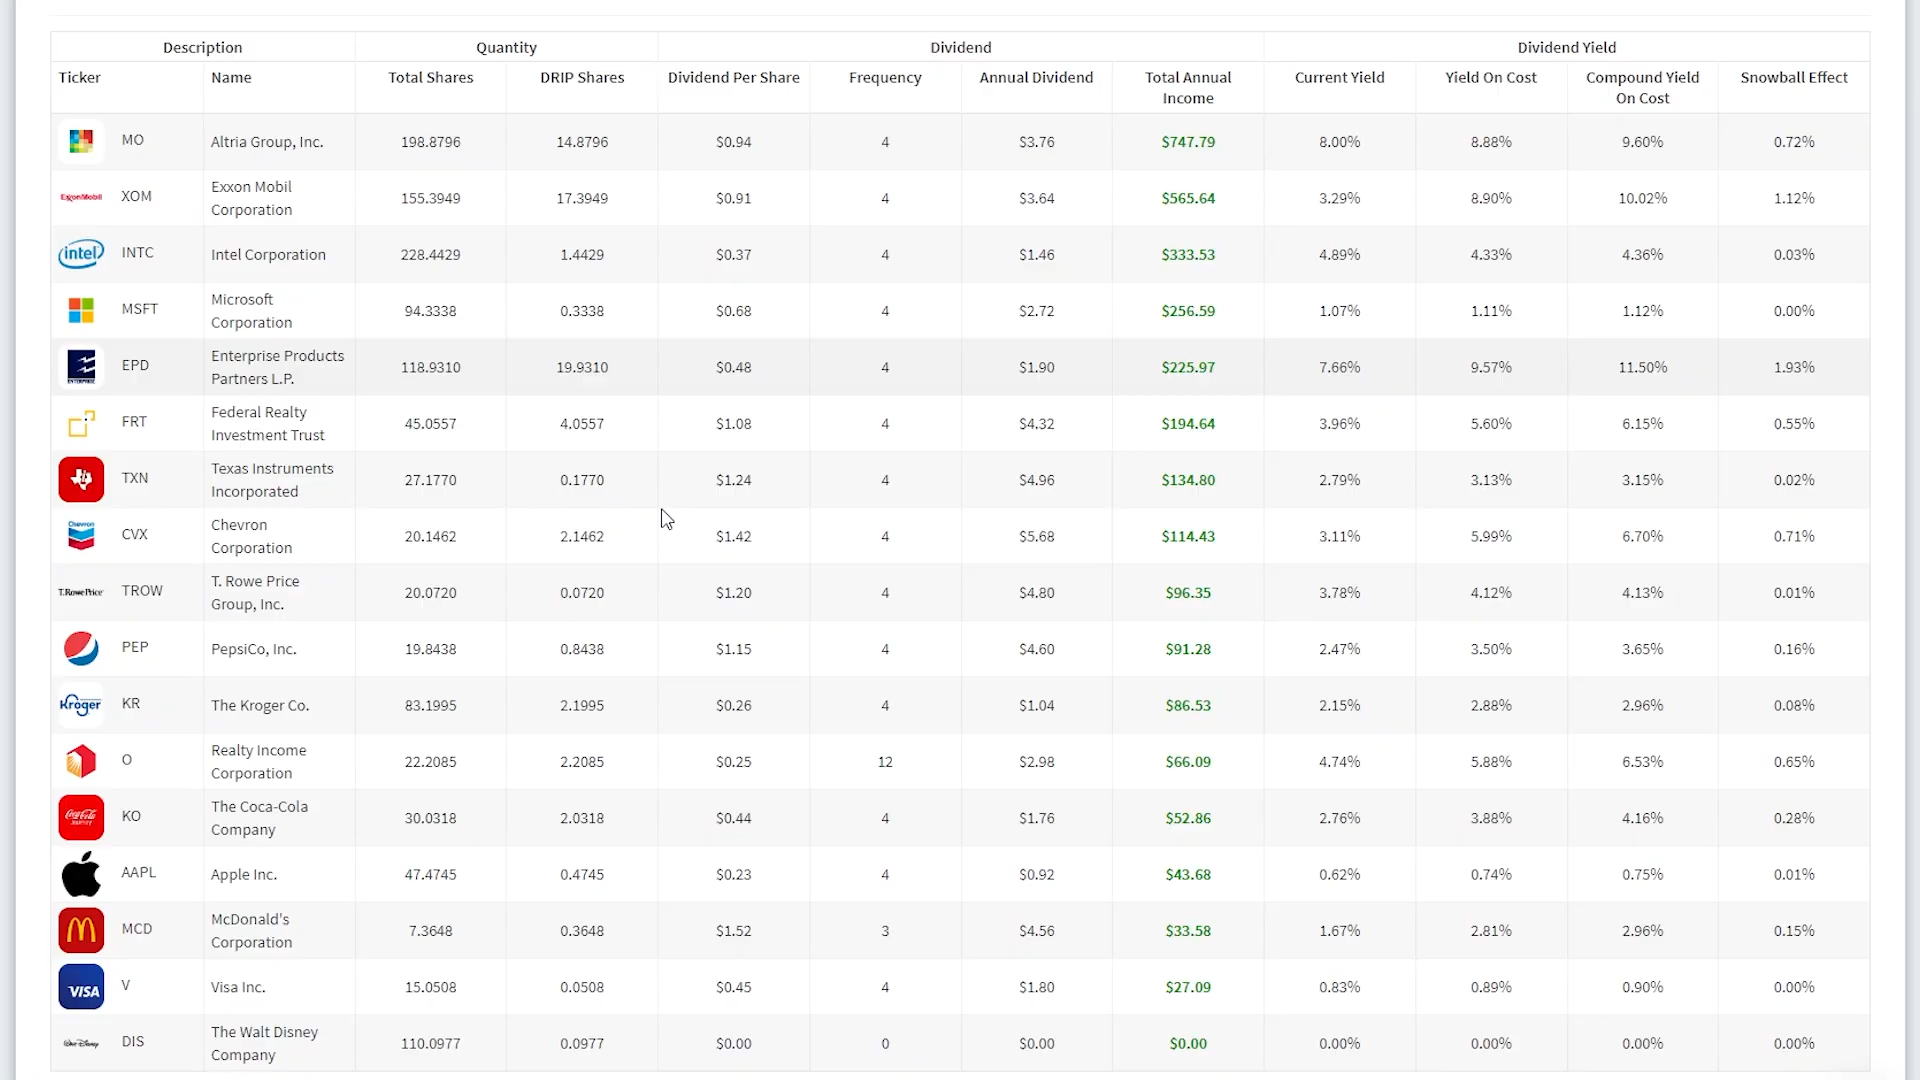 Description Quantity Dividend Dividend Yield
Ticker Name Total Shares DRIP Shares Dividend Per Share Frequency Annual Dividend Total Annual Income Current Yield Yield On Cost Compound Yield On Cost Snowball Effect
MO Altria Group, Inc. 198.8796 14.8796 $0.94 4 $3.76 $747.79 8.00% 8.88% 9.60% 0.72%
ExxonMobil XOM Exxon Mobil Corporation 155.3949 17.3949 $0.91 4 $3.64 $565.64 3.29% 8.90% 10.02% 1.12%
intel INTC Intel Corporation 228.4429 1.4429 $0.37 4 $1.46 $333.53 4.89% 4.33% 4.36% 0.03%
MSFT Microsoft Corporation 94.3338 0.3338 $0.68 4 $2.72 $256.59 1.07% 1.11% 1.12% 0.00%
EPD Enterprise Products Partners L.P. 118.9310 19.9310 $0.48 4 $1.90 $225.97 7.66% 9.57% 11.50% 1.93%
FRT Federal Realty Investment Trust 45.0557 4.0557 $1.08 4 $4.32 $194.64 3.96% 5.60% 6.15% 0.55%
TXN Texas Instruments Incorporated 27.1770 0.1770 $1.24 4 $4.96 $134.80 2.79% 3.13% 3.15% 0.02%
Chevron CVX Chevron Corporation 20.1462 2.1462 $1.42 4 $5.68 $114.43 3.11% 5.99% 6.70% 0.71%
T.RowePrice TROW T. Rowe Price Group, Inc. 20.0720 0.0720 $1.20 4 $4.80 $96.35 3.78% 4.12% 4.13% 0.01%
PEP PepsiCo, Inc. 19.8438 0.8438 $1.15 4 $4.60 $91.28 2.47% 3.50% 3.65% 0.16%
Kroger KR The Kroger Co. 83.1995 2.1995 $0.26 4 $1.04 $86.53 2.15% 2.88% 2.96% 0.08%
O Realty Income Corporation 22.2085 2.2085 $0.25 12 $2.98 $66.09 4.74% 5.88% 6.53% 0.65%
Coca-Cola KO The Coca-Cola Company 30.0318 2.0318 $0.44 4 $1.76 $52.86 2.76% 3.88% 4.16% 0.28%
AAPL Apple Inc. 47.4745 0.4745 $0.23 4 $0.92 $43.68 0.62% 0.74% 0.75% 0.01%
MCD McDonald's Corporation 7.3648 0.3648 $1.52 3 $4.56 $33.58 1.67% 2.81% 2.96% 0.15%
VISA V Visa Inc. 15.0508 0.0508 $0.45 4 $1.80 $27.09 0.83% 0.89% 0.90% 0.00%
Walt Disney DIS The Walt Disney Company 110.0977 0.0977 $0.00 0 $0.00 $0.00 0.00% 0.00% 0.00% 0.00%